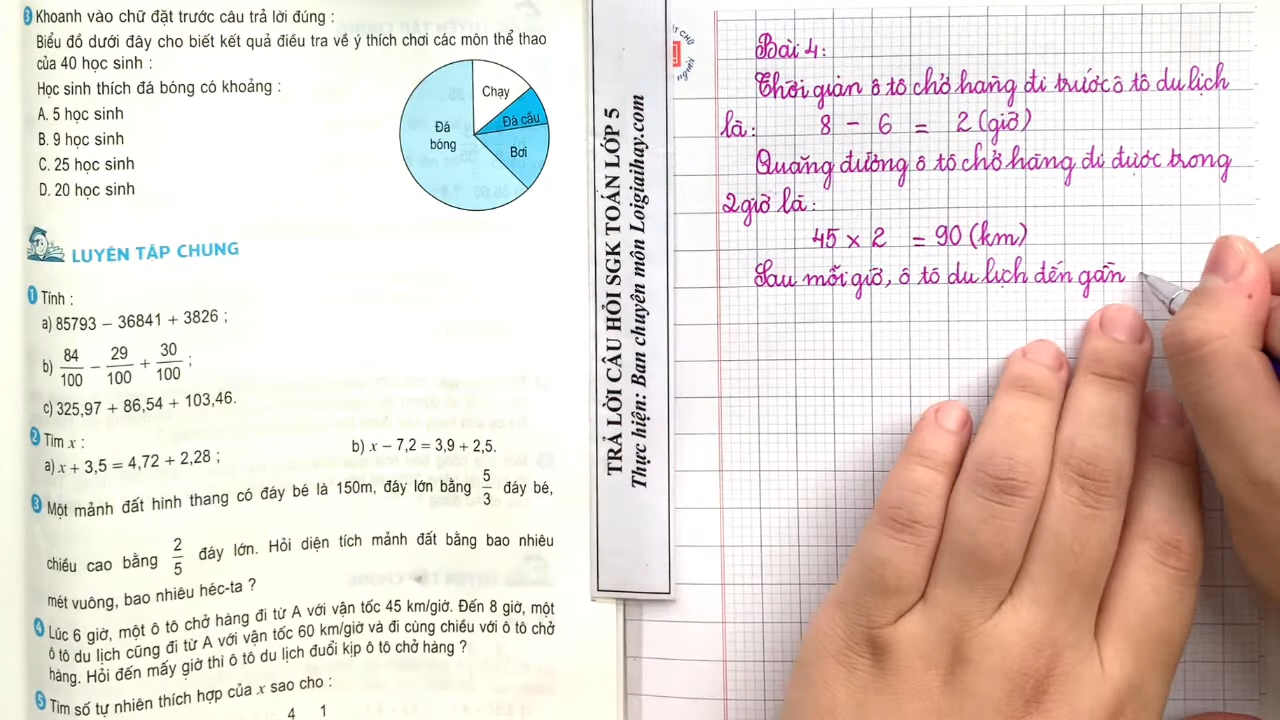 3 Khoanh vào chữ đặt trước câu trả lời đúng :
Biểu đồ dưới đây cho biết kết quả điều tra về ý thích chơi các môn thể thao
của 40 học sinh :
Học sinh thích đá bóng có khoảng :
A. 5 học sinh
B. 9 học sinh
C. 25 học sinh
D. 20 học sinh
Chạy
Đá cầu
Bơi
Đá
bóng
LUYỆN TẬP CHUNG
1 Tính :
a) 85793 – 36841 + 3826 ;
b) 84/100 – 29/100 + 30/100 ;
c) 325,97 + 86,54 + 103,46.
2 Tìm x :
a) x + 3,5 = 4,72 + 2,28 ;
b) x – 7,2 = 3,9 + 2,5.
3 Một mảnh đất hình thang có đáy bé là 150m, đáy lớn bằng 5/3 đáy bé,
chiều cao bằng 2/5 đáy lớn. Hỏi diện tích mảnh đất bằng bao nhiêu
mét vuông, bao nhiêu héc-ta ?
4 Lúc 6 giờ, một ô tô chở hàng đi từ A với vận tốc 45 km/giờ. Đến 8 giờ, một
ô tô du lịch cũng đi từ A với vận tốc 60 km/giờ và đi cùng chiều với ô tô chở
hàng. Hỏi đến mấy giờ thì ô tô du lịch đuổi kịp ô tô chở hàng ?
5 Tìm số tự nhiên thích hợp của x sao cho :
4 1
TRẢ LỜI CÂU HỎI SGK TOÁN LỚP 5
Thực hiện: Ban chuyên môn Loigiaihay.com
Bài 4:
Thời gian ô tô chở hàng đi trước ô tô du lịch
là: 8 - 6 = 2 (giờ)
Quãng đường ô tô chở hàng đi được trong
2 giờ là:
45 x 2 = 90 (km)
Sau mỗi giờ, ô tô du lịch đến gần